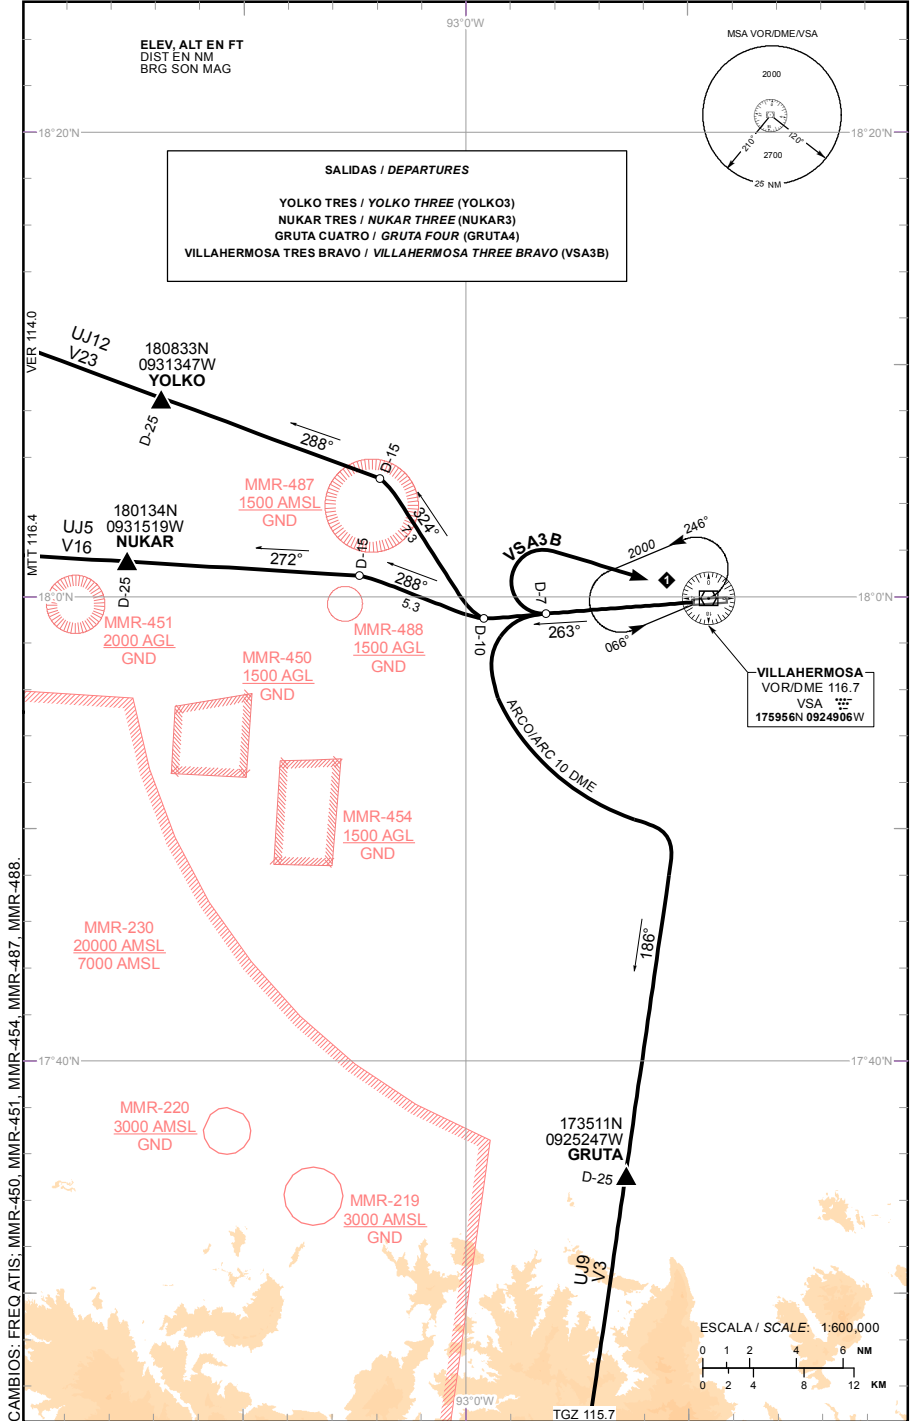 93°0'W
ELEV, ALT EN FT
DIST EN NM
BRG SON MAG
MSA VOR/DME/VSA
2000
210°
120°
2700
25 NM
18°20'N
18°20'N
SALIDAS / DEPARTURES
YOLKO TRES / YOLKO THREE (YOLKO3)
NUKAR TRES / NUKAR THREE (NUKAR3)
GRUTA CUATRO / GRUTA FOUR (GRUTA4)
VILLAHERMOSA TRES BRAVO / VILLAHERMOSA THREE BRAVO (VSA3B)
VER 114.0
UJ12
V23
180833N
0931347W
YOLKO
D-25
288°
D-15
MMR-487
1500 AMSL
GND
324°
7.3
MTT 116.4
UJ5
V16
180134N
0931519W
NUKAR
D-25
272°
D-15
288°
5.3
VSA3B
2000
246°
1
18°0'N
18°0'N
D-7
D-10
263°
066°
MMR-451
2000 AGL
GND
MMR-488
1500 AGL
GND
MMR-450
1500 AGL
GND
VILLAHERMOSA
VOR/DME 116.7
VSA
175956N 0924906W
ARCO/ARC 10 DME
MMR-454
1500 AGL
GND
MMR-230
20000 AMSL
7000 AMSL
186°
17°40'N
17°40'N
MMR-220
3000 AMSL
GND
173511N
0925247W
GRUTA
D-25
MMR-219
3000 AMSL
GND
UJ9
V3
ESCALA / SCALE: 1:600,000
0 1 2 4 6 NM
0 2 4 8 12 KM
93°0'W
TGZ 115.7
CAMBIOS: FREQ ATIS; MMR-450, MMR-451, MMR-454, MMR-487, MMR-488.